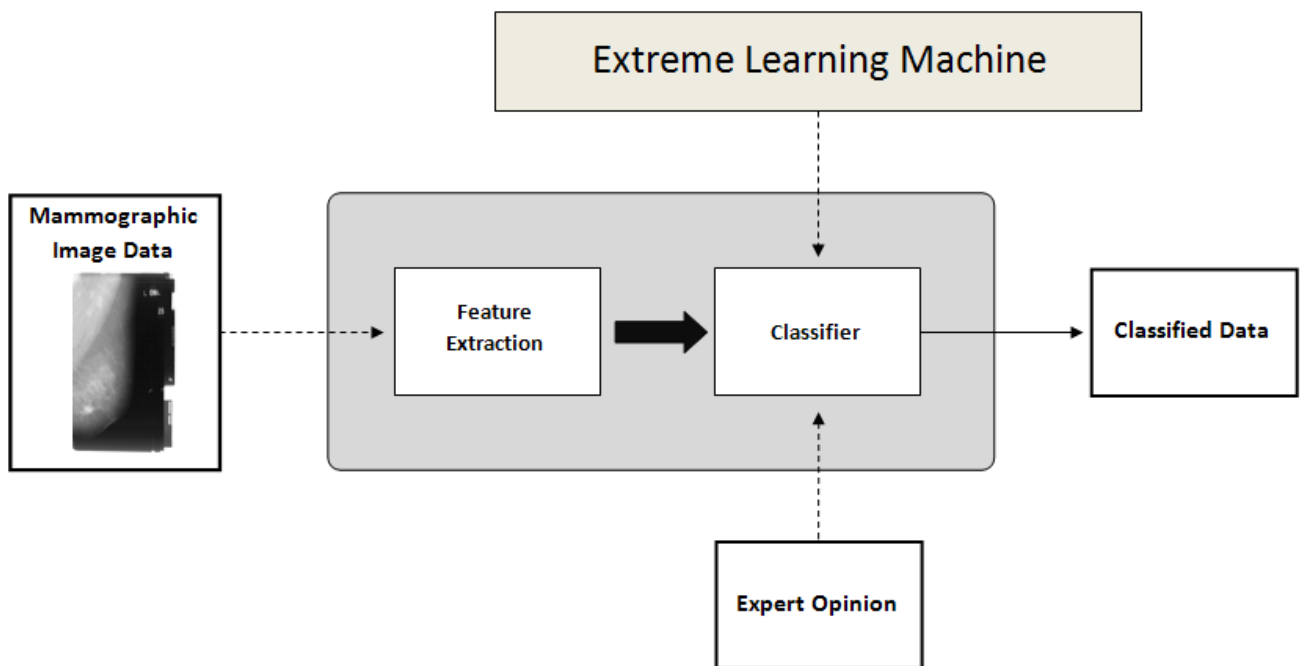 Extreme Learning Machine
Mammographic
Image Data
Feature
Extraction
Classifier
Classified Data
Expert Opinion